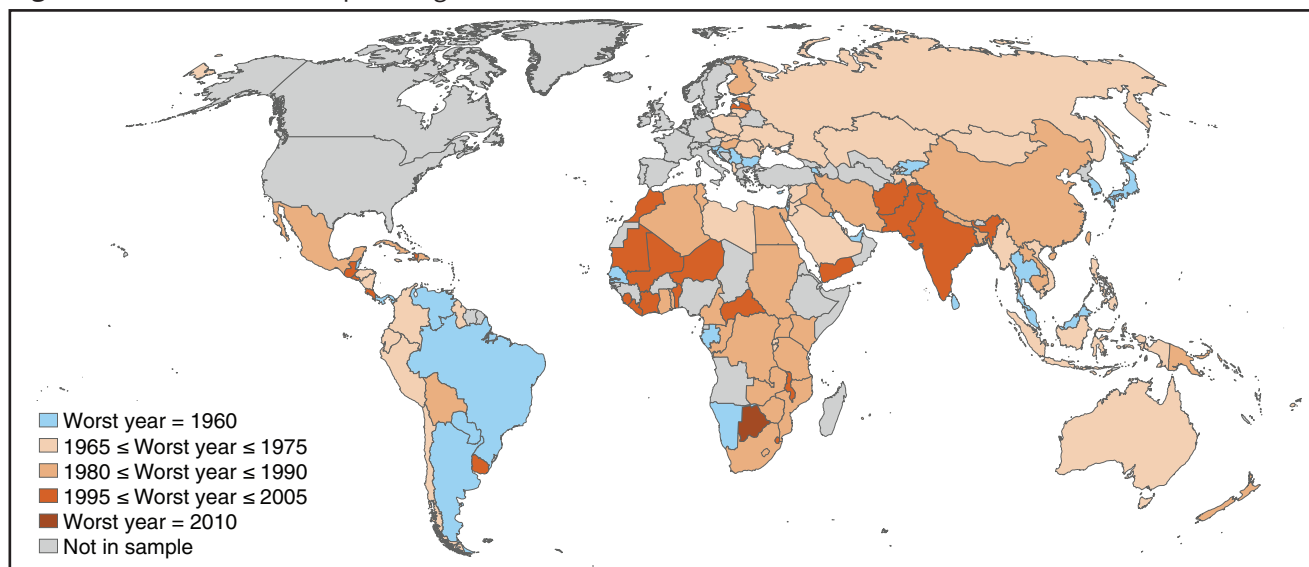 Worst year = 1960
1965 ≤ Worst year ≤ 1975
1980 ≤ Worst year ≤ 1990
1995 ≤ Worst year ≤ 2005
Worst year = 2010
Not in sample